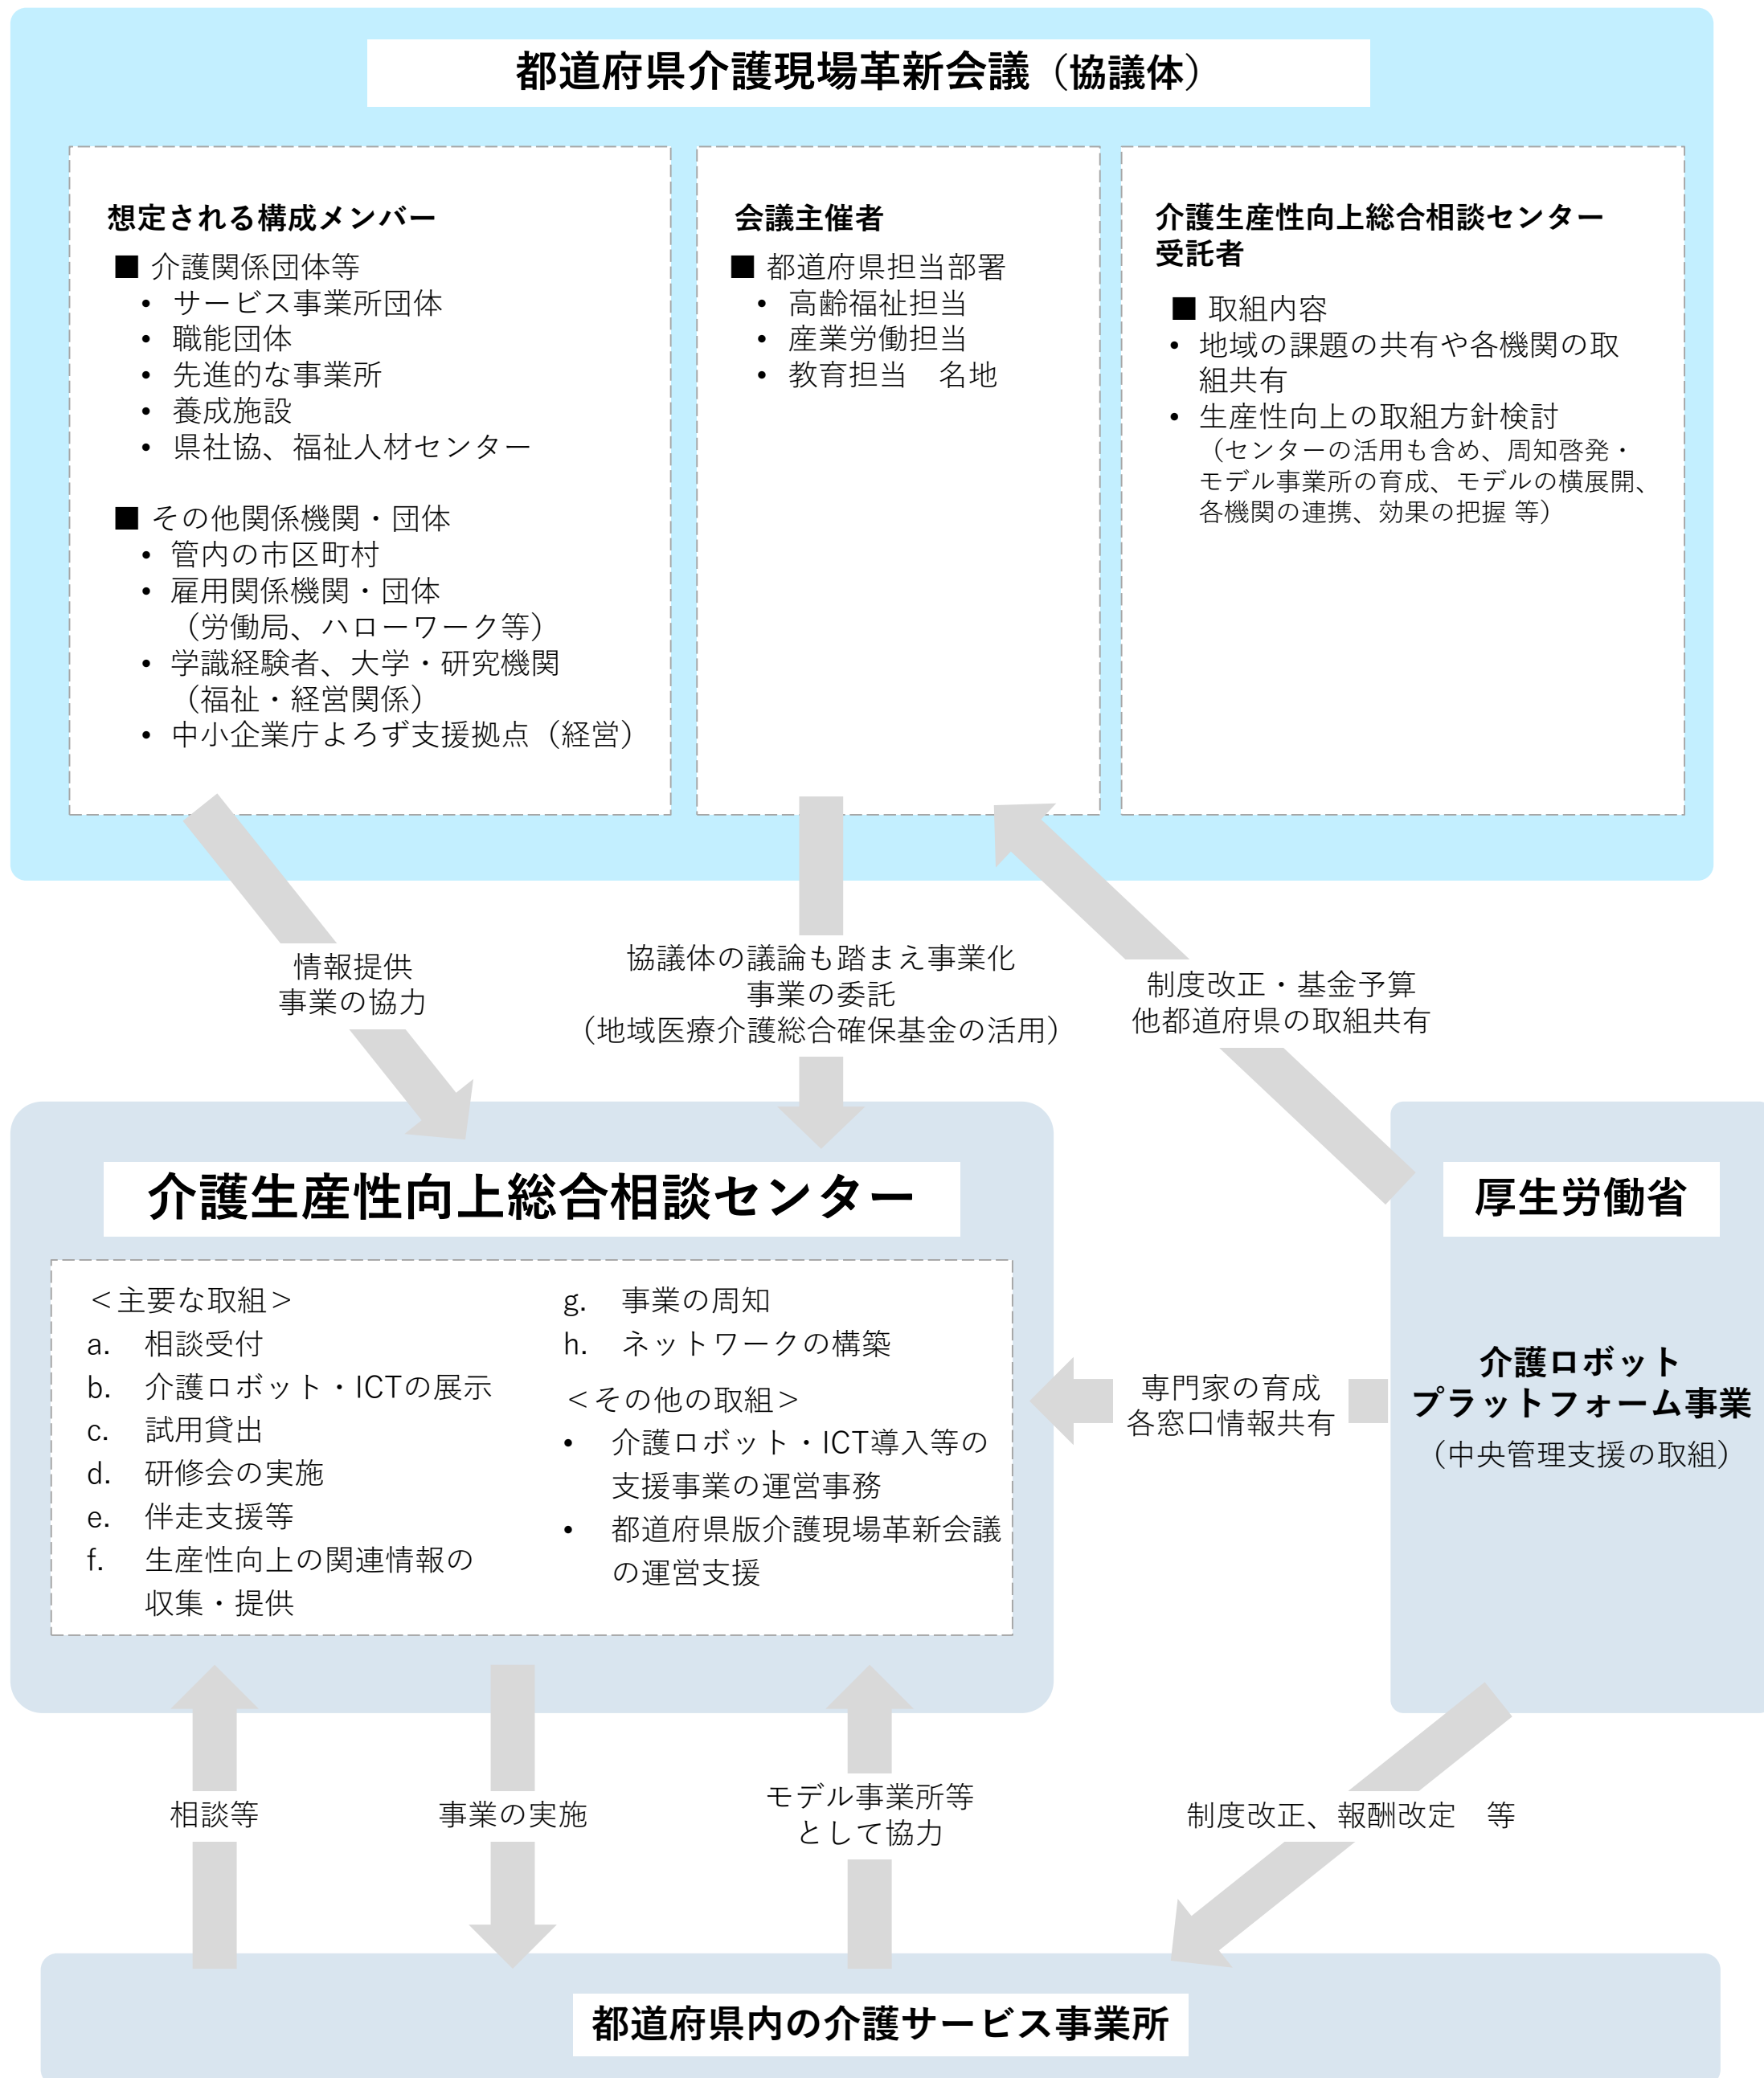 都道府県介護現場革新会議（協議体）
想定される構成メンバー
■ 介護関係団体等
• サービス事業所団体
• 職能団体
• 先進的な事業所
• 養成施設
• 県社協、福祉人材センター
■ その他関係機関・団体
• 管内の市区町村
• 雇用関係機関・団体
（労働局、ハローワーク等）
• 学識経験者、大学・研究機関
（福祉・経営関係）
• 中小企業庁よろず支援拠点（経営）
会議主催者
■ 都道府県担当部署
• 高齢福祉担当
• 産業労働担当
• 教育担当　名地
介護生産性向上総合相談センター
受託者
■ 取組内容
• 地域の課題の共有や各機関の取
組共有
• 生産性向上の取組方針検討
（センターの活用も含め、周知啓発・
モデル事業所の育成、モデルの横展開、
各機関の連携、効果の把握 等）
情報提供
事業の協力
協議体の議論も踏まえ事業化
事業の委託
（地域医療介護総合確保基金の活用）
制度改正・基金予算
他都道府県の取組共有
介護生産性向上総合相談センター
＜主要な取組＞
a. 相談受付
b. 介護ロボット・ICTの展示
c. 試用貸出
d. 研修会の実施
e. 伴走支援等
f. 生産性向上の関連情報の
収集・提供
g. 事業の周知
h. ネットワークの構築
＜その他の取組＞
• 介護ロボット・ICT導入等の
支援事業の運営事務
• 都道府県版介護現場革新会議
の運営支援
専門家の育成
各窓口情報共有
厚生労働省
介護ロボット
プラットフォーム事業
（中央管理支援の取組）
相談等
事業の実施
モデル事業所等
として協力
制度改正、報酬改定　等
都道府県内の介護サービス事業所